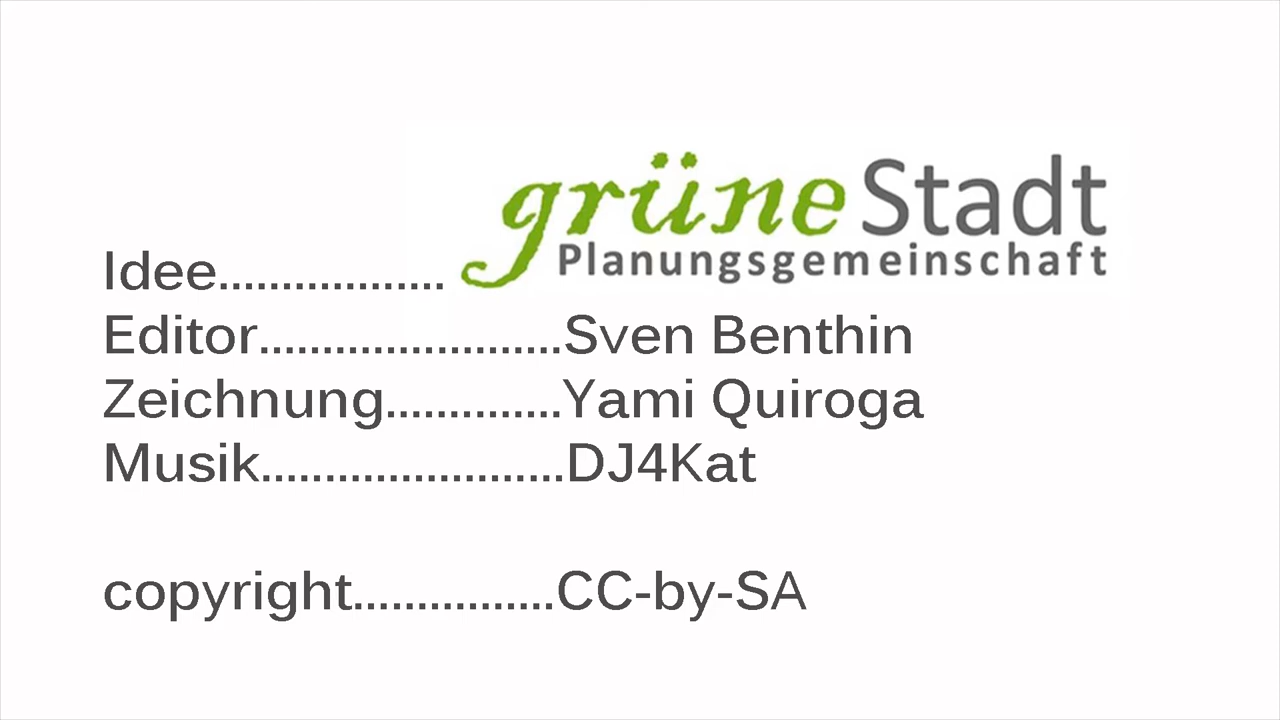 grüne Stadt
Planungsgemeinschaft
Idee..................
Editor........................Sven Benthin
Zeichnung..............Yami Quiroga
Musik........................DJ4Kat
copyright................CC-by-SA